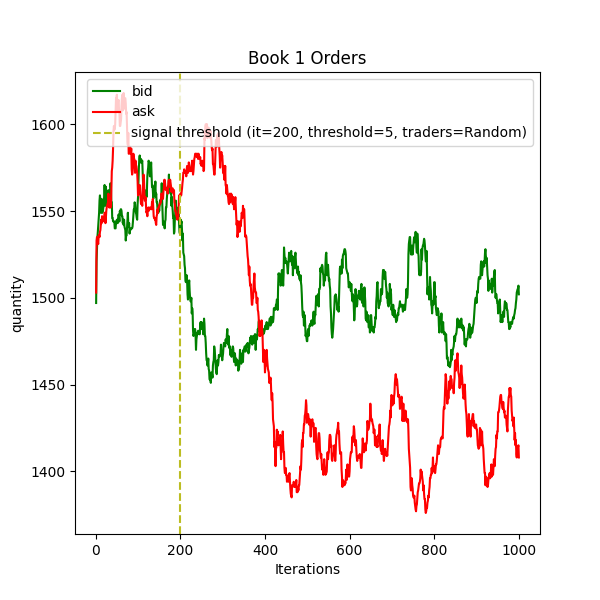 Book 1 Orders
bid
ask
signal threshold (it=200, threshold=5, traders=Random)
1600
1550
1500
1450
1400
quantity
0 200 400 600 800 1000
Iterations